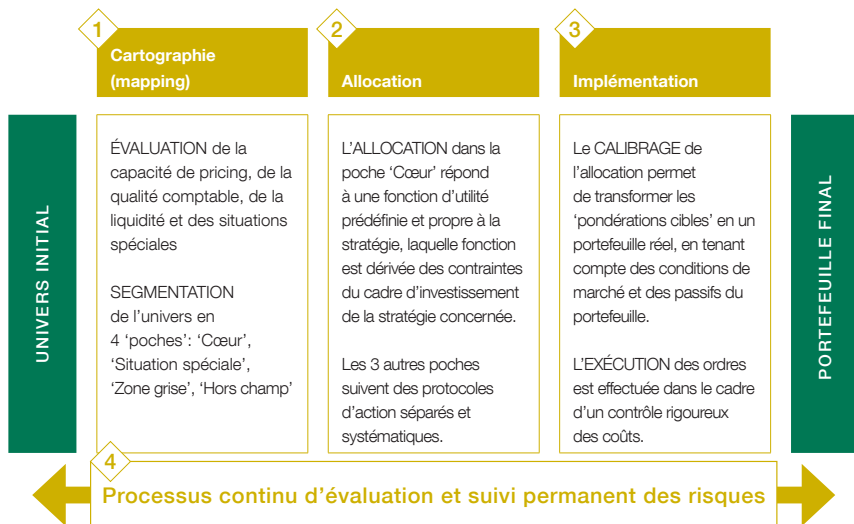 1
Cartographie
(mapping)
2
Allocation
3
Implémentation
UNIVERS INITIAL
ÉVALUATION de la
capacité de pricing, de la
qualité comptable, de la
liquidité et des situations
spéciales
SEGMENTATION
de l’univers en
4 ‘poches’: ‘Cœur’,
‘Situation spéciale’,
‘Zone grise’, ‘Hors champ’
L’ALLOCATION dans la
poche ‘Cœur’ répond
à une fonction d’utilité
prédéfinie et propre à la
stratégie, laquelle fonction
est dérivée des contraintes
du cadre d’investissement
de la stratégie concernée.
Les 3 autres poches
suivent des protocoles
d’action séparés et
systématiques.
Le CALIBRAGE de
l’allocation permet
de transformer les
‘pondérations cibles’ en un
portefeuille réel, en tenant
compte des conditions de
marché et des passifs du
portefeuille.
L’EXÉCUTION des ordres
est effectuée dans le cadre
d’un contrôle rigoureux
des coûts.
PORTEFEUILLE FINAL
4
Processus continu d’évaluation et suivi permanent des risques